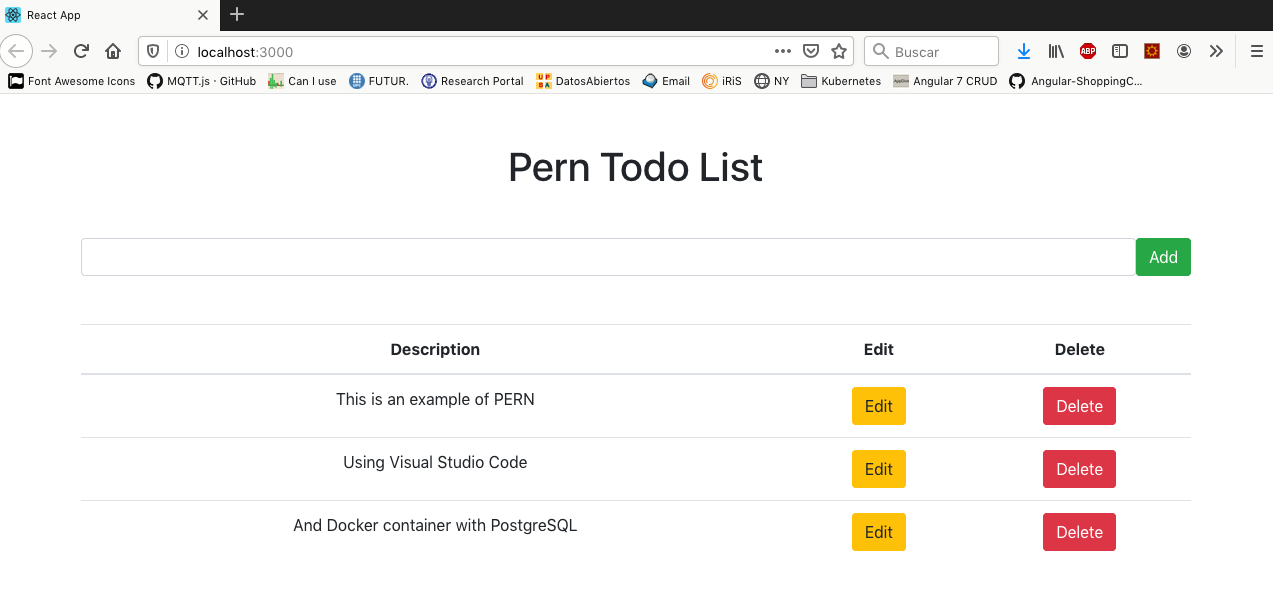 React App
localhost:3000
ABP
Buscar
Font Awesome Icons MQTT.js · GitHub Can I use FUTUR. Research Portal DatosAbiertos Email iRiS NY Kubernetes Angular 7 CRUD Angular-ShoppingC...
Pern Todo List
Add
Description Edit Delete
This is an example of PERN Edit Delete
Using Visual Studio Code Edit Delete
And Docker container with PostgreSQL Edit Delete